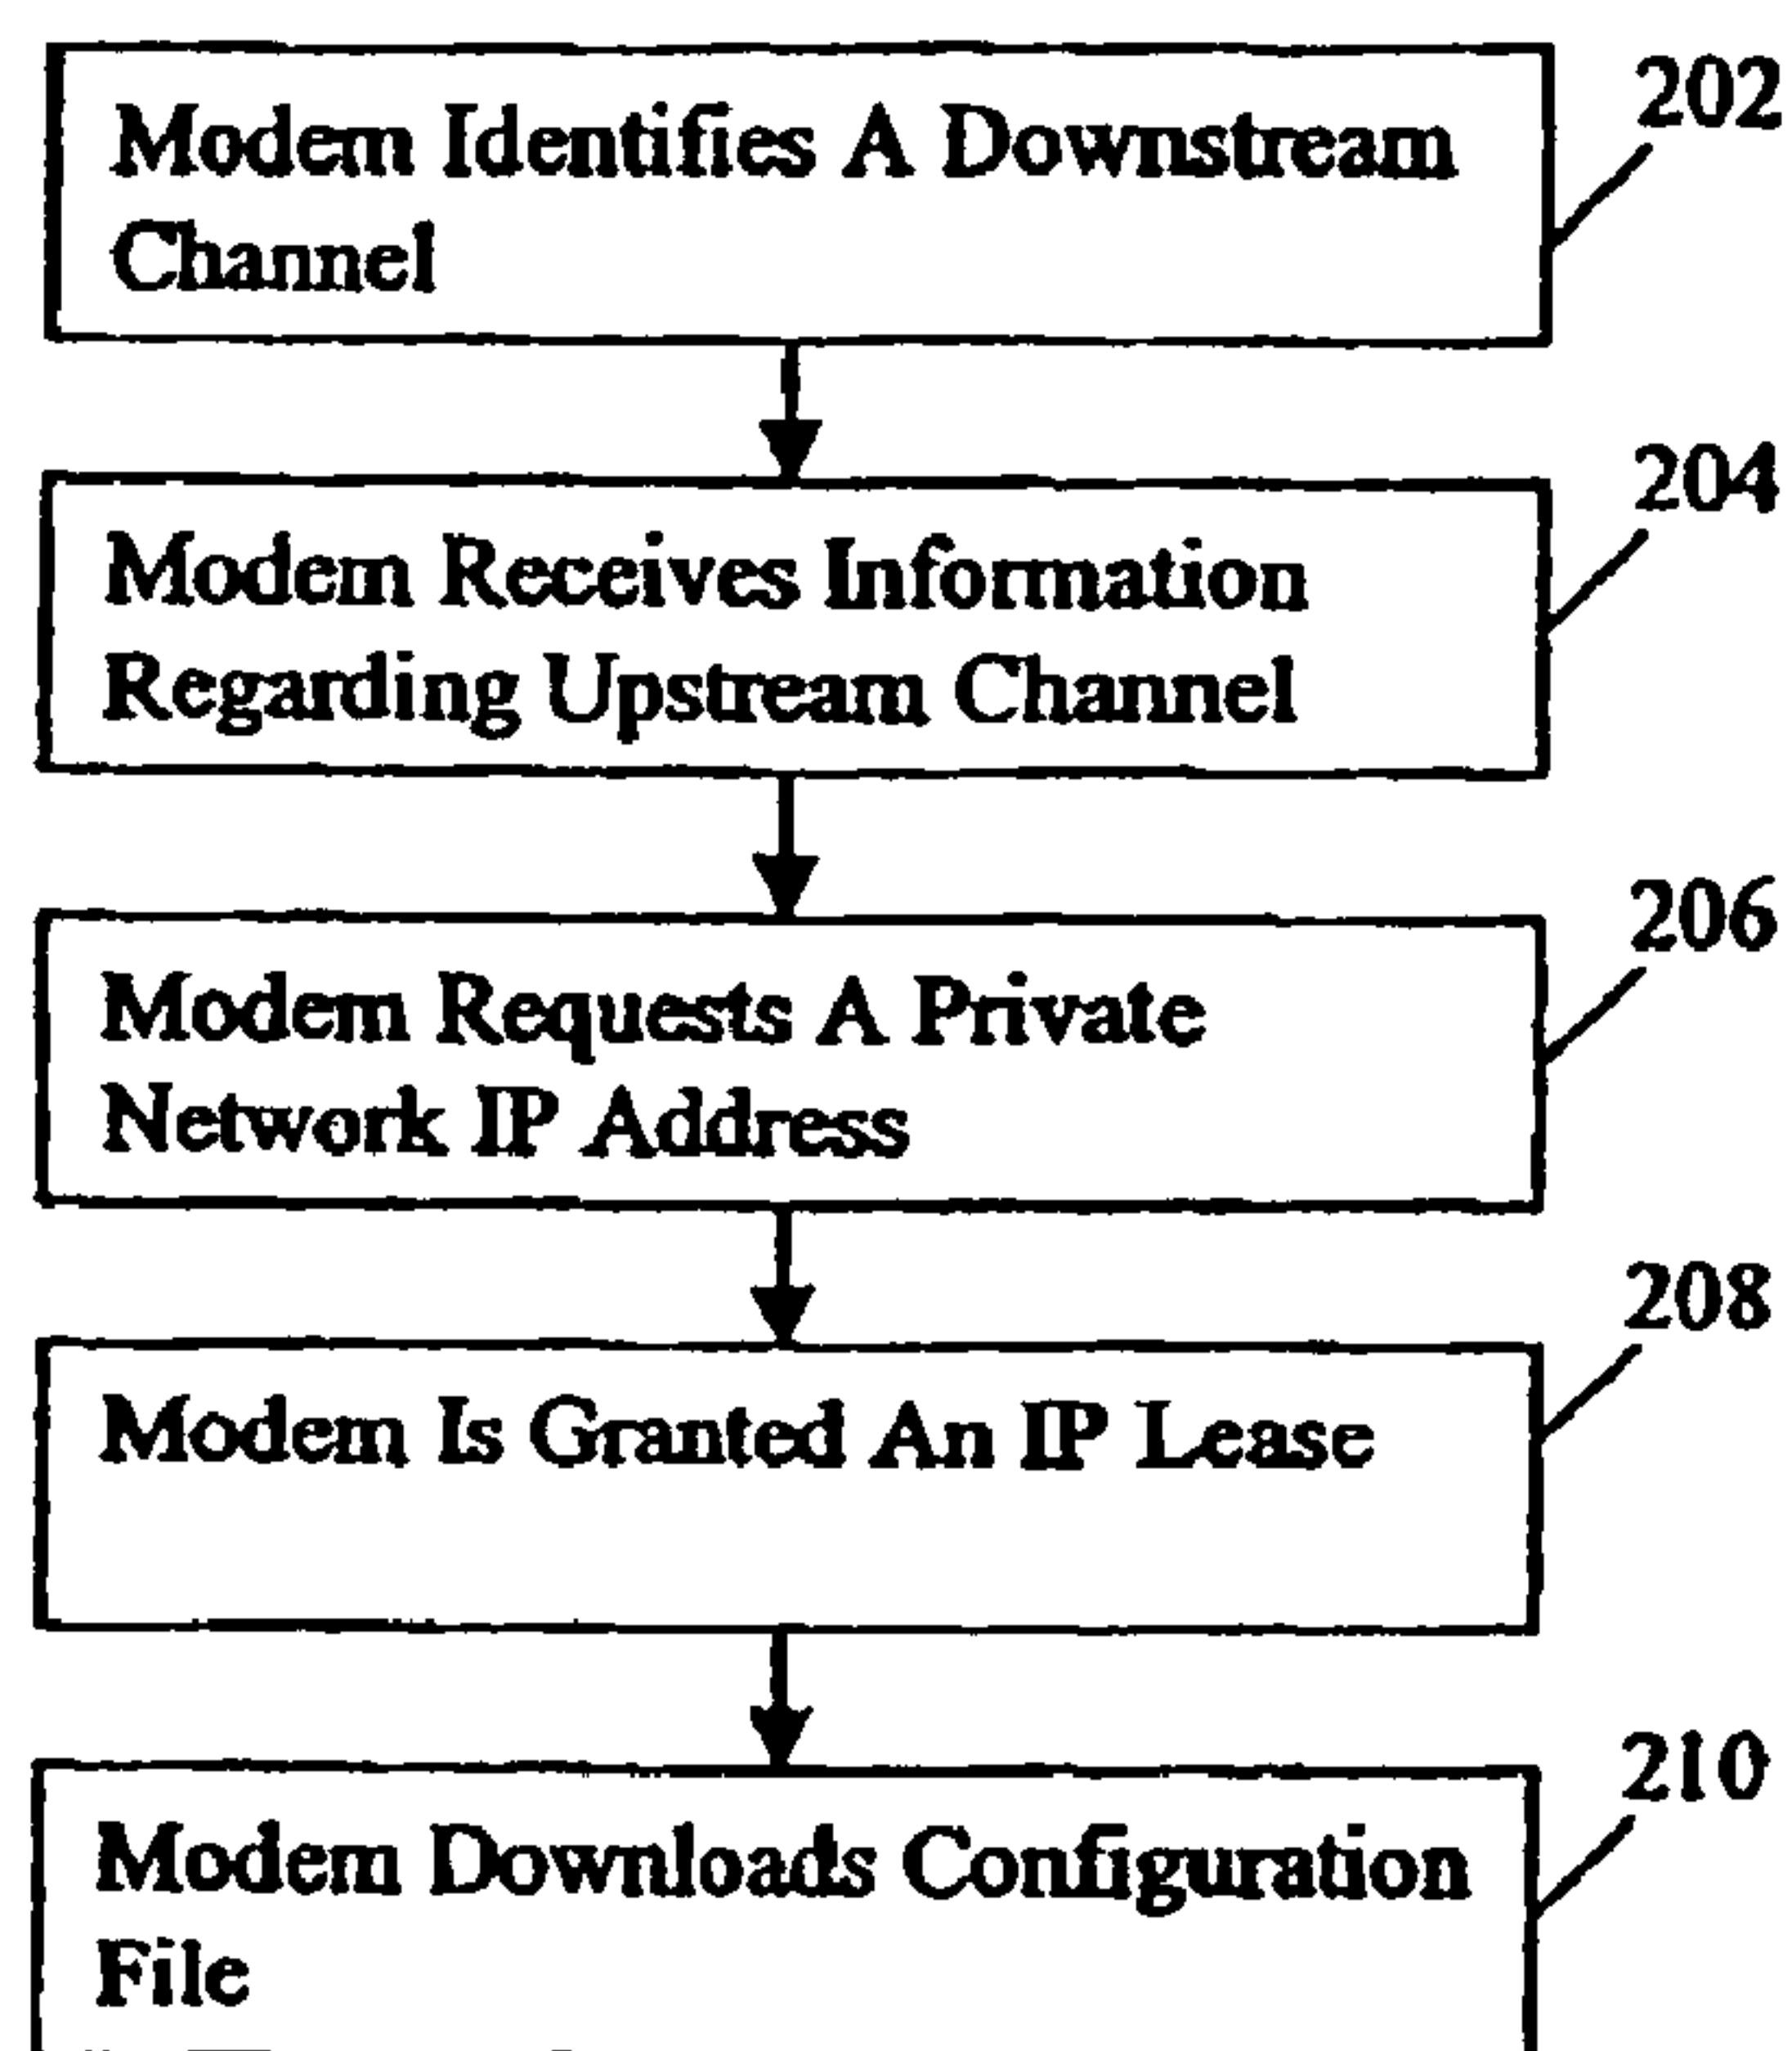 202
Modem Identifies A Downstream
Channel
204
Modem Receives Information
Regarding Upstream Channel
206
Modem Requests A Private
Network IP Address
208
Modem Is Granted An IP Lease
210
Modem Downloads Configuration
File